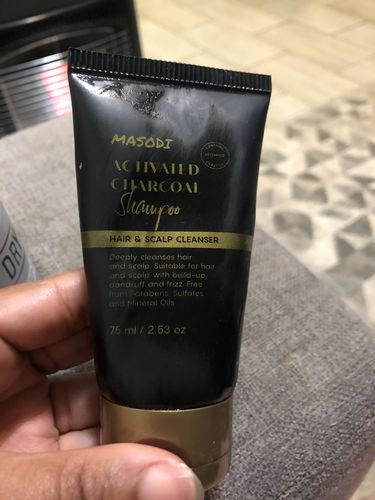 MASODI
ACTIVATED
CHARCOAL
Shampoo
HAIR & SCALP CLEANSER
Deeply cleanses hair
and scalp. Suitable for hair
and scalp with build-up,
dandruff and frizz. Free
from Parabens, Sulfates
and Mineral Oils
75 ml / 2.53 oz
DRY